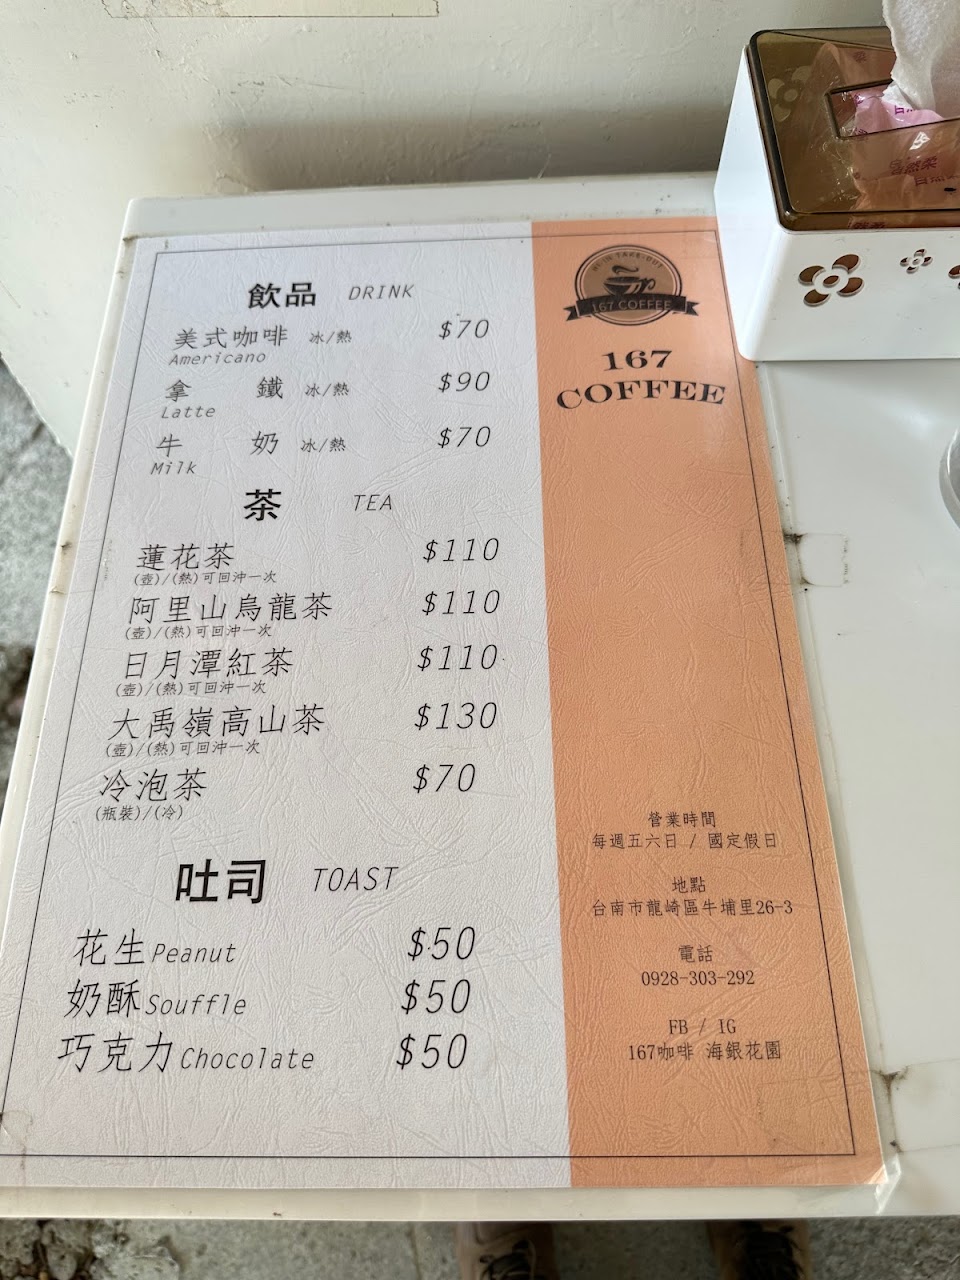 飲品 DRINK
美式咖啡 冰/熱 $70
Americano
拿鐵 冰/熱 $90
Latte
牛奶 冰/熱 $70
Milk
茶 TEA
蓮花茶 $110
(壺)/(熱)可回沖一次
阿里山烏龍茶 $110
(壺)/(熱)可回沖一次
日月潭紅茶 $110
(壺)/(熱)可回沖一次
大禹嶺高山茶 $130
(壺)/(熱)可回沖一次
冷泡茶 $70
(瓶裝)/(冷)
吐司 TOAST
花生Peanut $50
奶酥Souffle $50
巧克力Chocolate $50
167 COFFEE
167
COFFEE
營業時間
每週五六日 / 國定假日
地點
台南市龍崎區牛埔里26-3
電話
0928-303-292
FB / IG
167咖啡 海銀花園